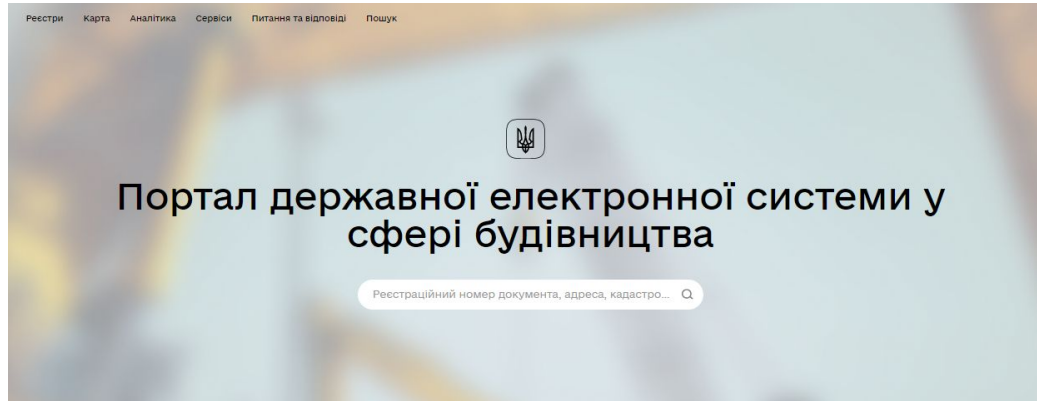 Реєстри Карта Аналітика Сервіси Питання та відповіді Пошук
Портал державної електронної системи у
сфері будівництва
Реєстраційний номер документа, адреса, кадастро...